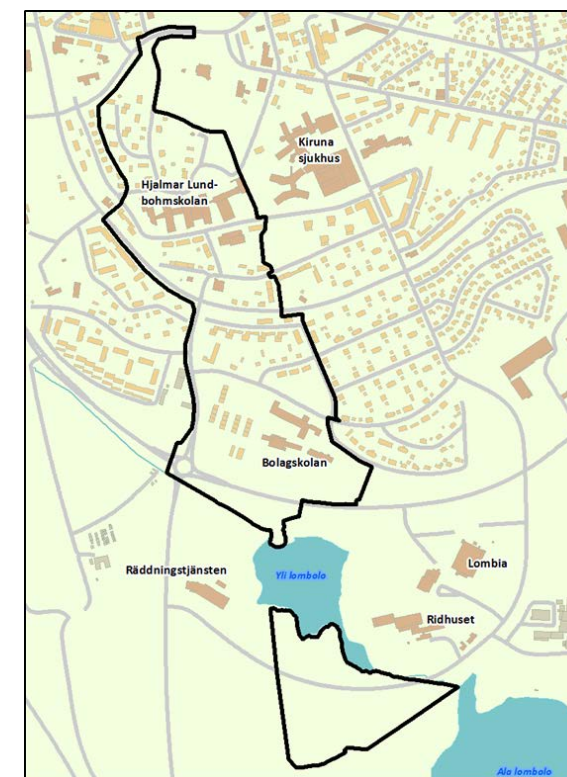 Kiruna
sjukhus
Hjalmar Lund-
bohmskolan
Bolagskolan
Räddningstjänsten
Yli lombolo
Lombia
Ridhuset
Ala lombolo